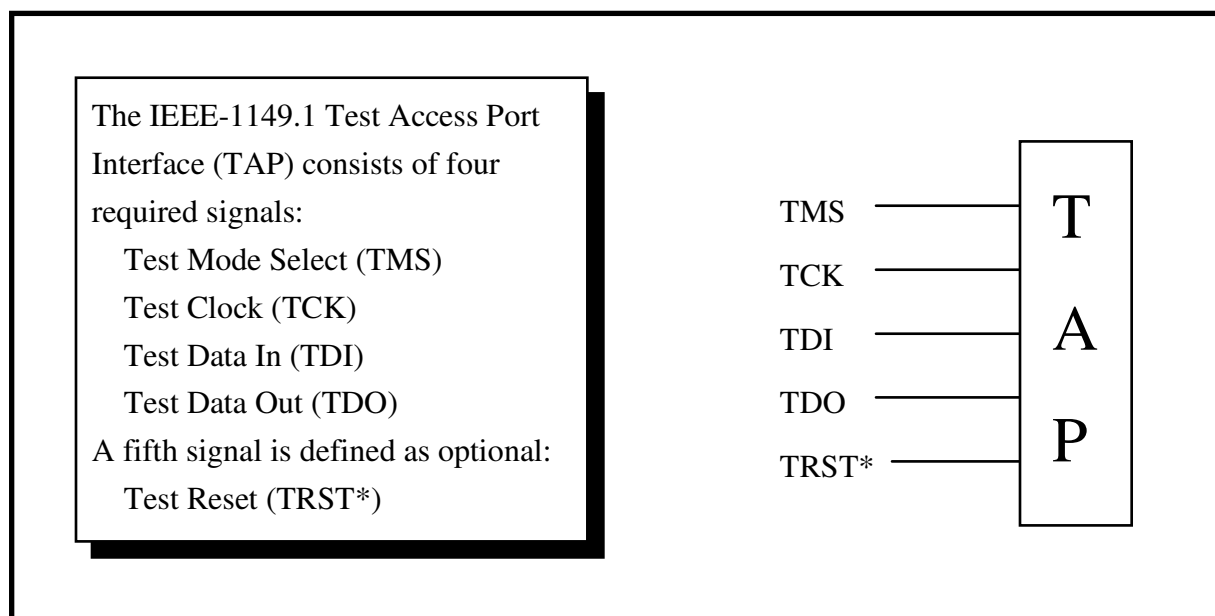 The IEEE-1149.1 Test Access Port
Interface (TAP) consists of four
required signals:
Test Mode Select (TMS)
Test Clock (TCK)
Test Data In (TDI)
Test Data Out (TDO)
A fifth signal is defined as optional:
Test Reset (TRST*)
TMS
TCK
TDI
TDO
TRST*
T
A
P